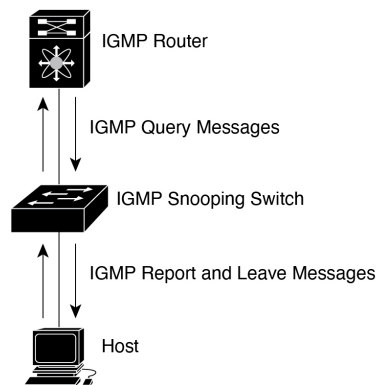 IGMP Router
IGMP Query Messages
IGMP Snooping Switch
IGMP Report and Leave Messages
Host